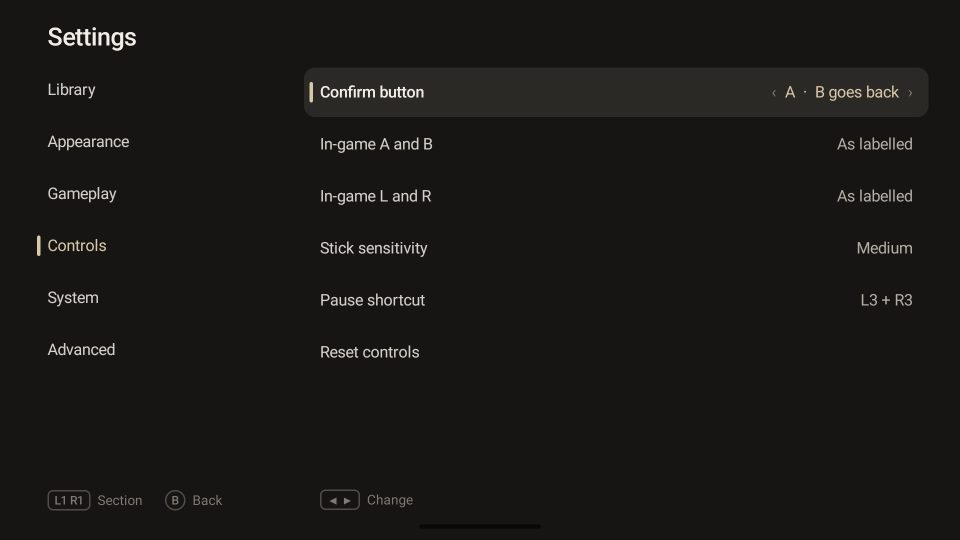 Settings
Library
Appearance
Gameplay
Controls
System
Advanced
Confirm button ‹ A · B goes back ›
In-game A and B As labelled
In-game L and R As labelled
Stick sensitivity Medium
Pause shortcut L3 + R3
Reset controls
L1 R1 Section B Back ◄ ► Change